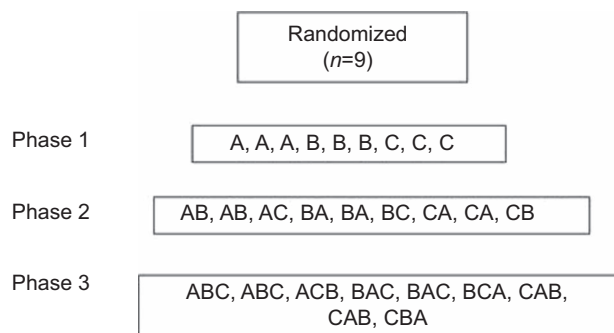 Randomized
(n=9)
Phase 1
A, A, A, B, B, B, C, C, C
Phase 2
AB, AB, AC, BA, BA, BC, CA, CA, CB
Phase 3
ABC, ABC, ACB, BAC, BAC, BCA, CAB,
CAB, CBA